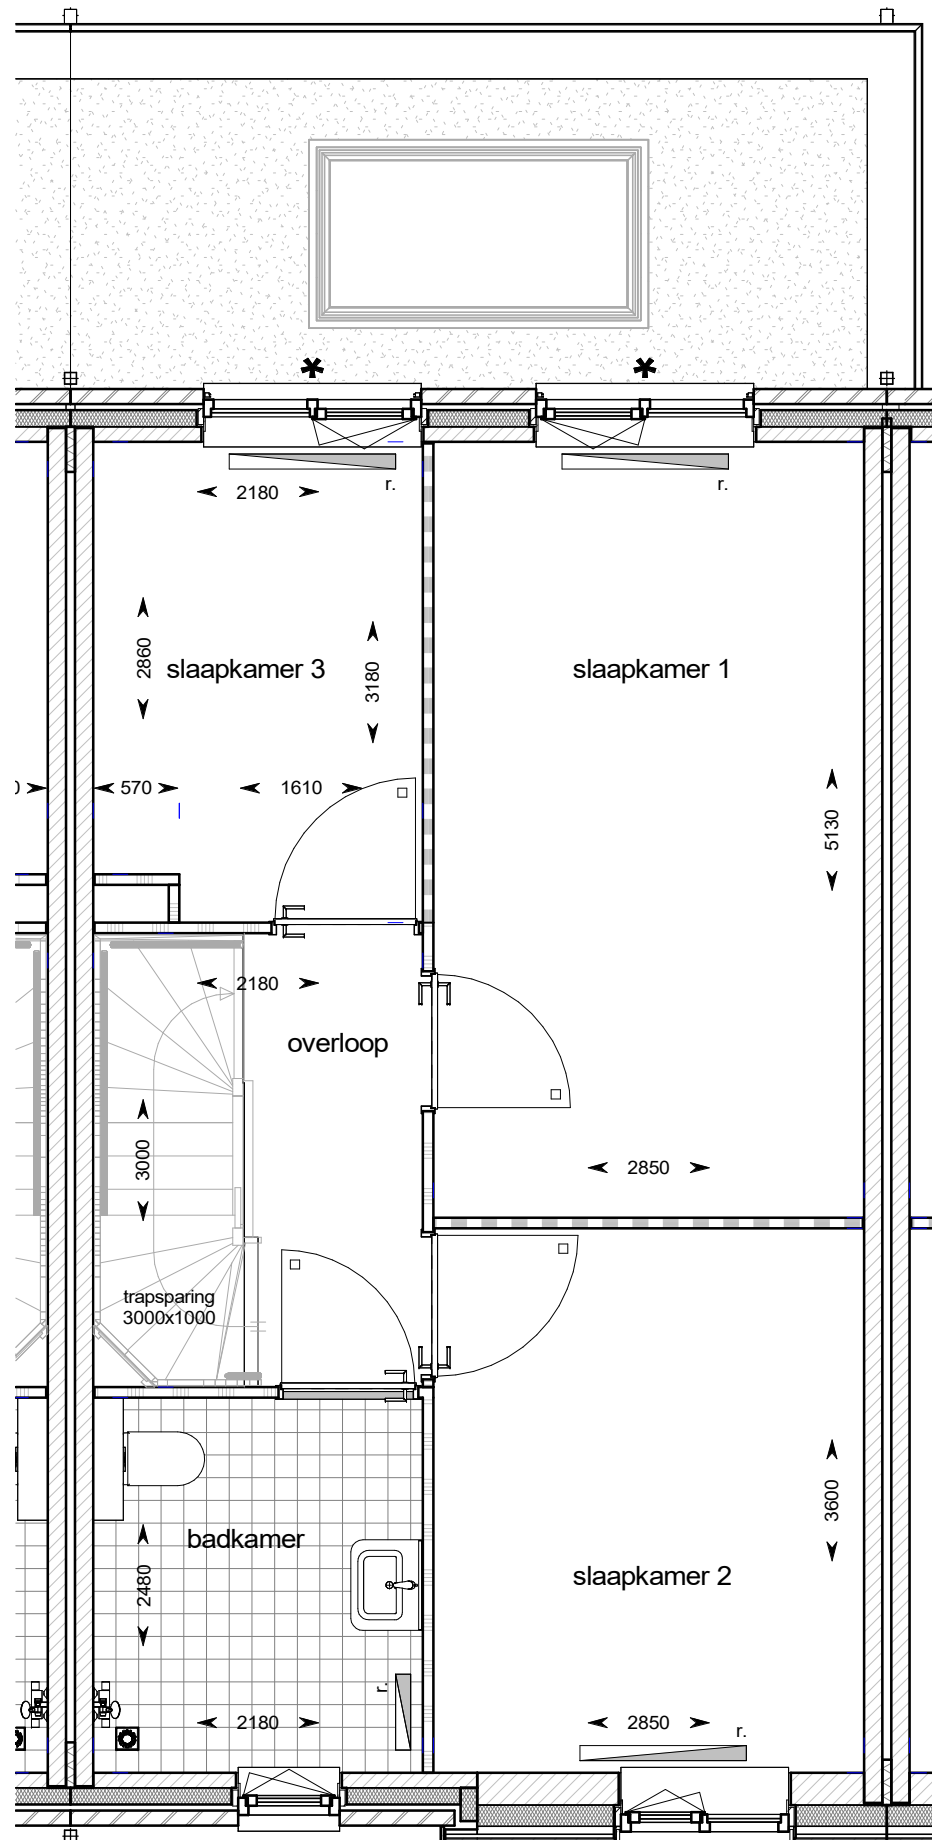 r.
r.
2180
2860
slaapkamer 3
3180
slaapkamer 1
570
1610
5130
2180
overloop
3000
2850
trapsparing
3000x1000
badkamer
3600
2480
slaapkamer 2
r.
2180
2850
r.